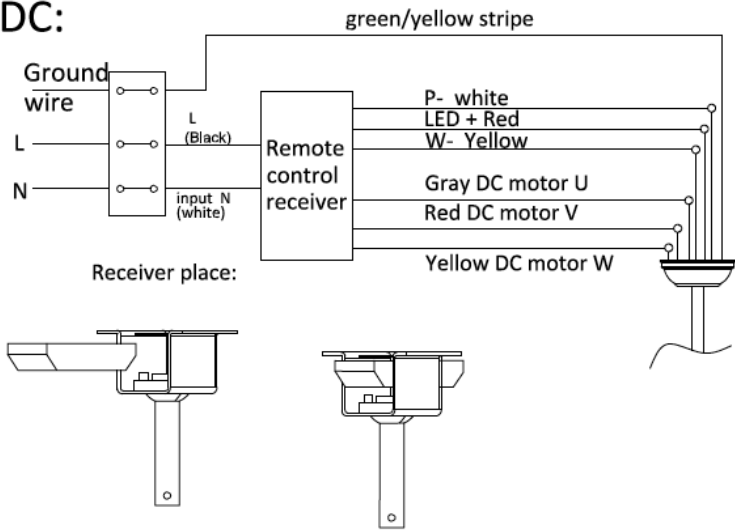 DC:
green/yellow stripe
Ground
wire
L
N
L
(Black)
input N
(white)
Remote
control
receiver
P- white
LED + Red
W- Yellow
Gray DC motor U
Red DC motor V
Yellow DC motor W
Receiver place: